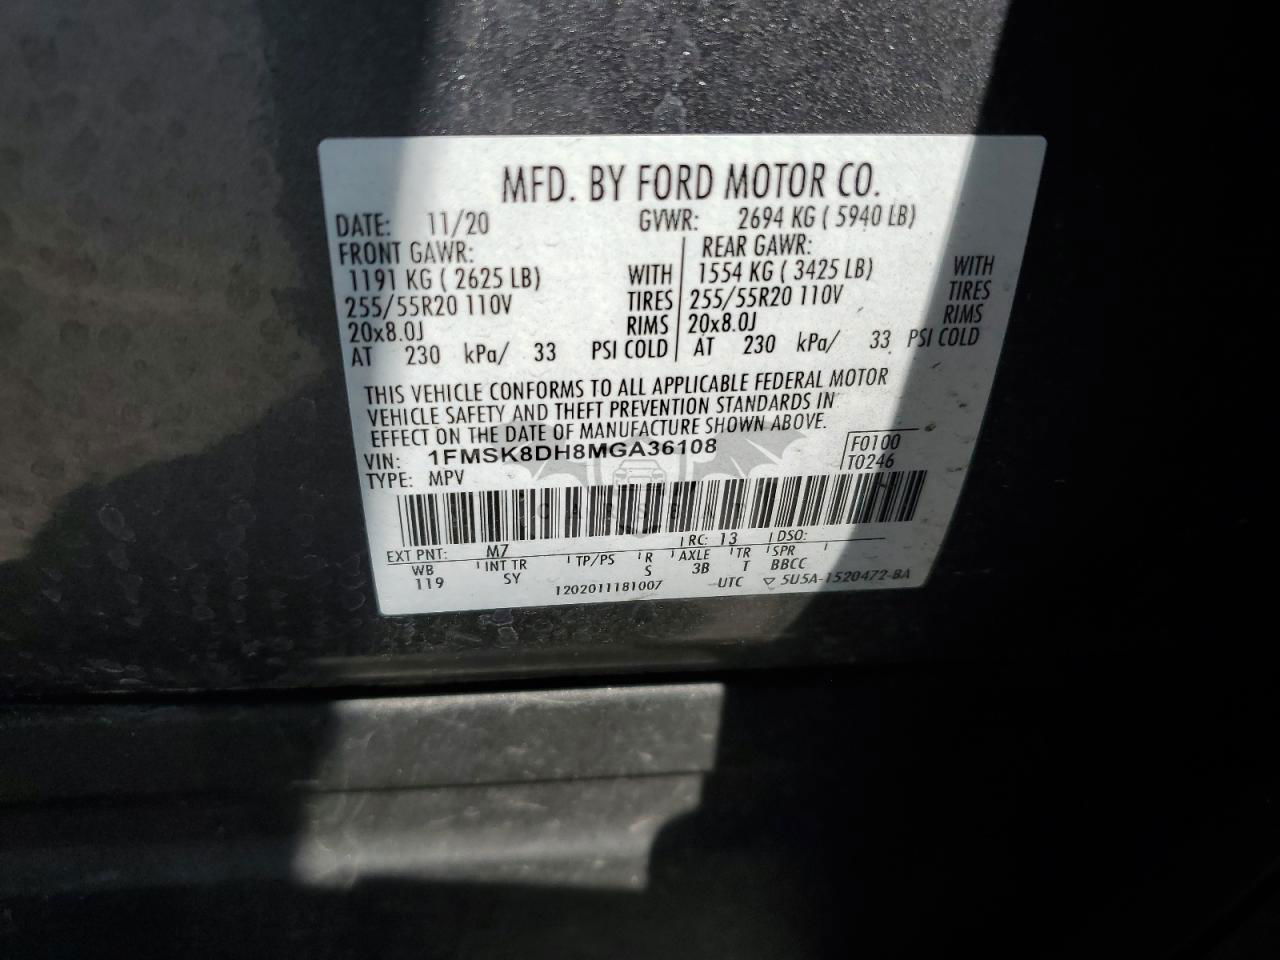 MFD. BY FORD MOTOR CO.
DATE: 11/20 GVWR: 2694 KG ( 5940 LB)
FRONT GAWR: REAR GAWR:
1191 KG ( 2625 LB) WITH 1554 KG ( 3425 LB) WITH
255/55R20 110V TIRES 255/55R20 110V TIRES
20x8.0J RIMS 20x8.0J RIMS
AT 230 kPa/ 33 PSI COLD AT 230 kPa/ 33 PSI COLD
THIS VEHICLE CONFORMS TO ALL APPLICABLE FEDERAL MOTOR
VEHICLE SAFETY AND THEFT PREVENTION STANDARDS IN
EFFECT ON THE DATE OF MANUFACTURE SHOWN ABOVE.
VIN: 1FMSK8DH8MGA36108 F0100
TYPE: MPV T0246
EXT PNT: M7 RC: 13 DSO:
WB INT TR TP/PS R AXLE TR SPR
119 SY S 3B T BBCC
1202011181007 UTC ▽ 5U5A-1520472-BA